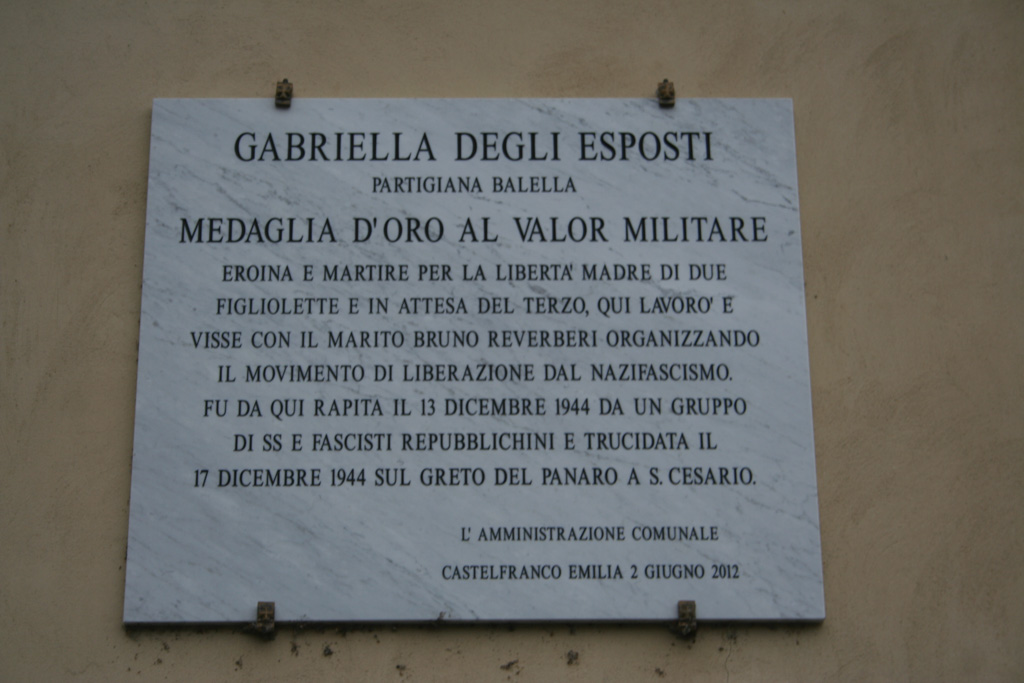 GABRIELLA DEGLI ESPOSTI
PARTIGIANA BALELLA
MEDAGLIA D'ORO AL VALOR MILITARE
EROINA E MARTIRE PER LA LIBERTA' MADRE DI DUE
FIGLIOLETTE E IN ATTESA DEL TERZO, QUI LAVORO' E
VISSE CON IL MARITO BRUNO REVERBERI ORGANIZZANDO
IL MOVIMENTO DI LIBERAZIONE DAL NAZIFASCISMO.
FU DA QUI RAPITA IL 13 DICEMBRE 1944 DA UN GRUPPO
DI SS E FASCISTI REPUBBLICHINI E TRUCIDATA IL
17 DICEMBRE 1944 SUL GRETO DEL PANARO A S. CESARIO.
L' AMMINISTRAZIONE COMUNALE
CASTELFRANCO EMILIA 2 GIUGNO 2012